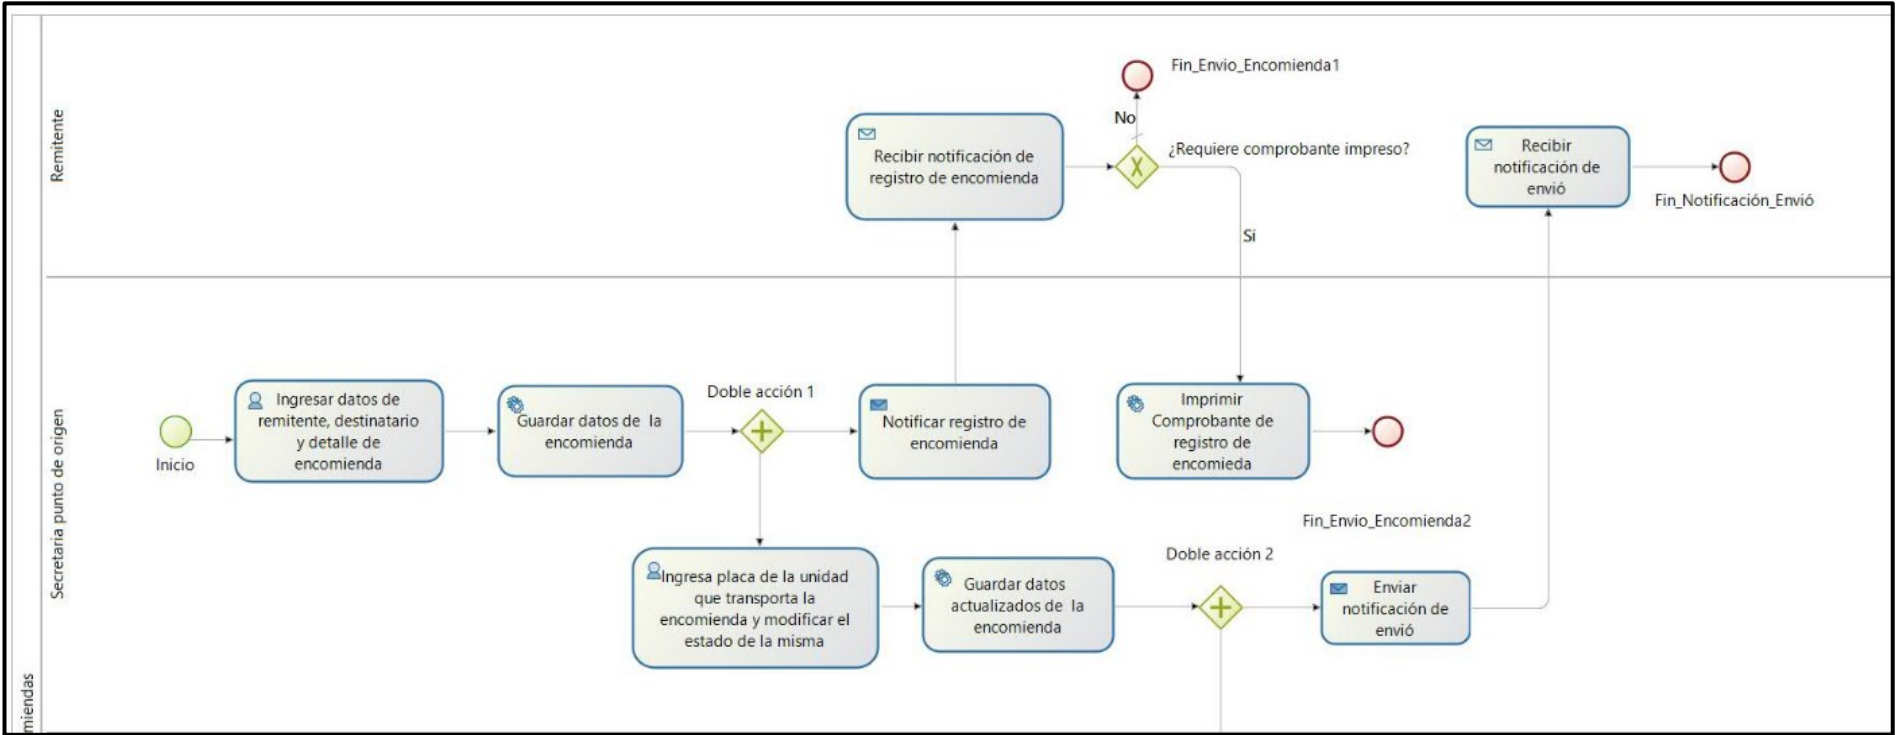 Remitente
Fin_Envio_Encomienda1
No
¿Requiere comprobante impreso?
Recibir notificación de
registro de encomienda
Si
Recibir
notificación de
envió
Fin_Notificación_Envió
Secretaria punto de origen
Inicio
Ingresar datos de
remitente, destinatario
y detalle de
encomienda
Guardar datos de la
encomienda
Doble acción 1
Notificar registro de
encomienda
Imprimir
Comprobante de
registro de
encomieda
Fin_Envio_Encomienda2
Ingresa placa de la unidad
que transporta la
encomienda y modificar el
estado de la misma
Guardar datos
actualizados de la
encomienda
Doble acción 2
Enviar
notificación de
envió
miendas